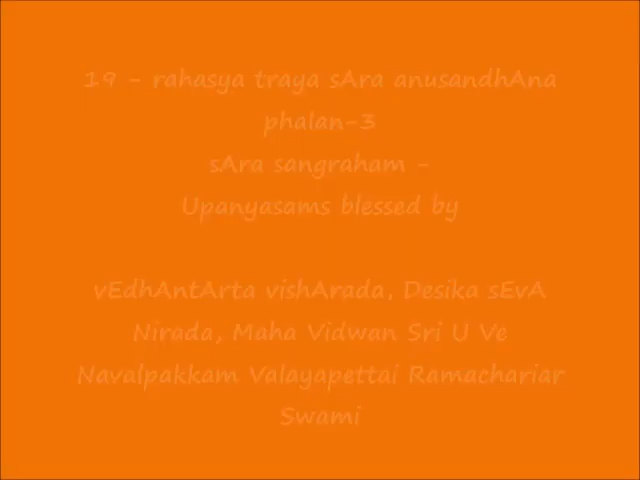 19 - rahasya traya sAra anusandhAna
phalan-3
sAra sangraham -
Upanyasams blessed by
vEdhAntArta vishArada, Desika sEvA
Nirada, Maha Vidwan Sri U Ve
Navalpakkam Valayapettai Ramachariar
Swami